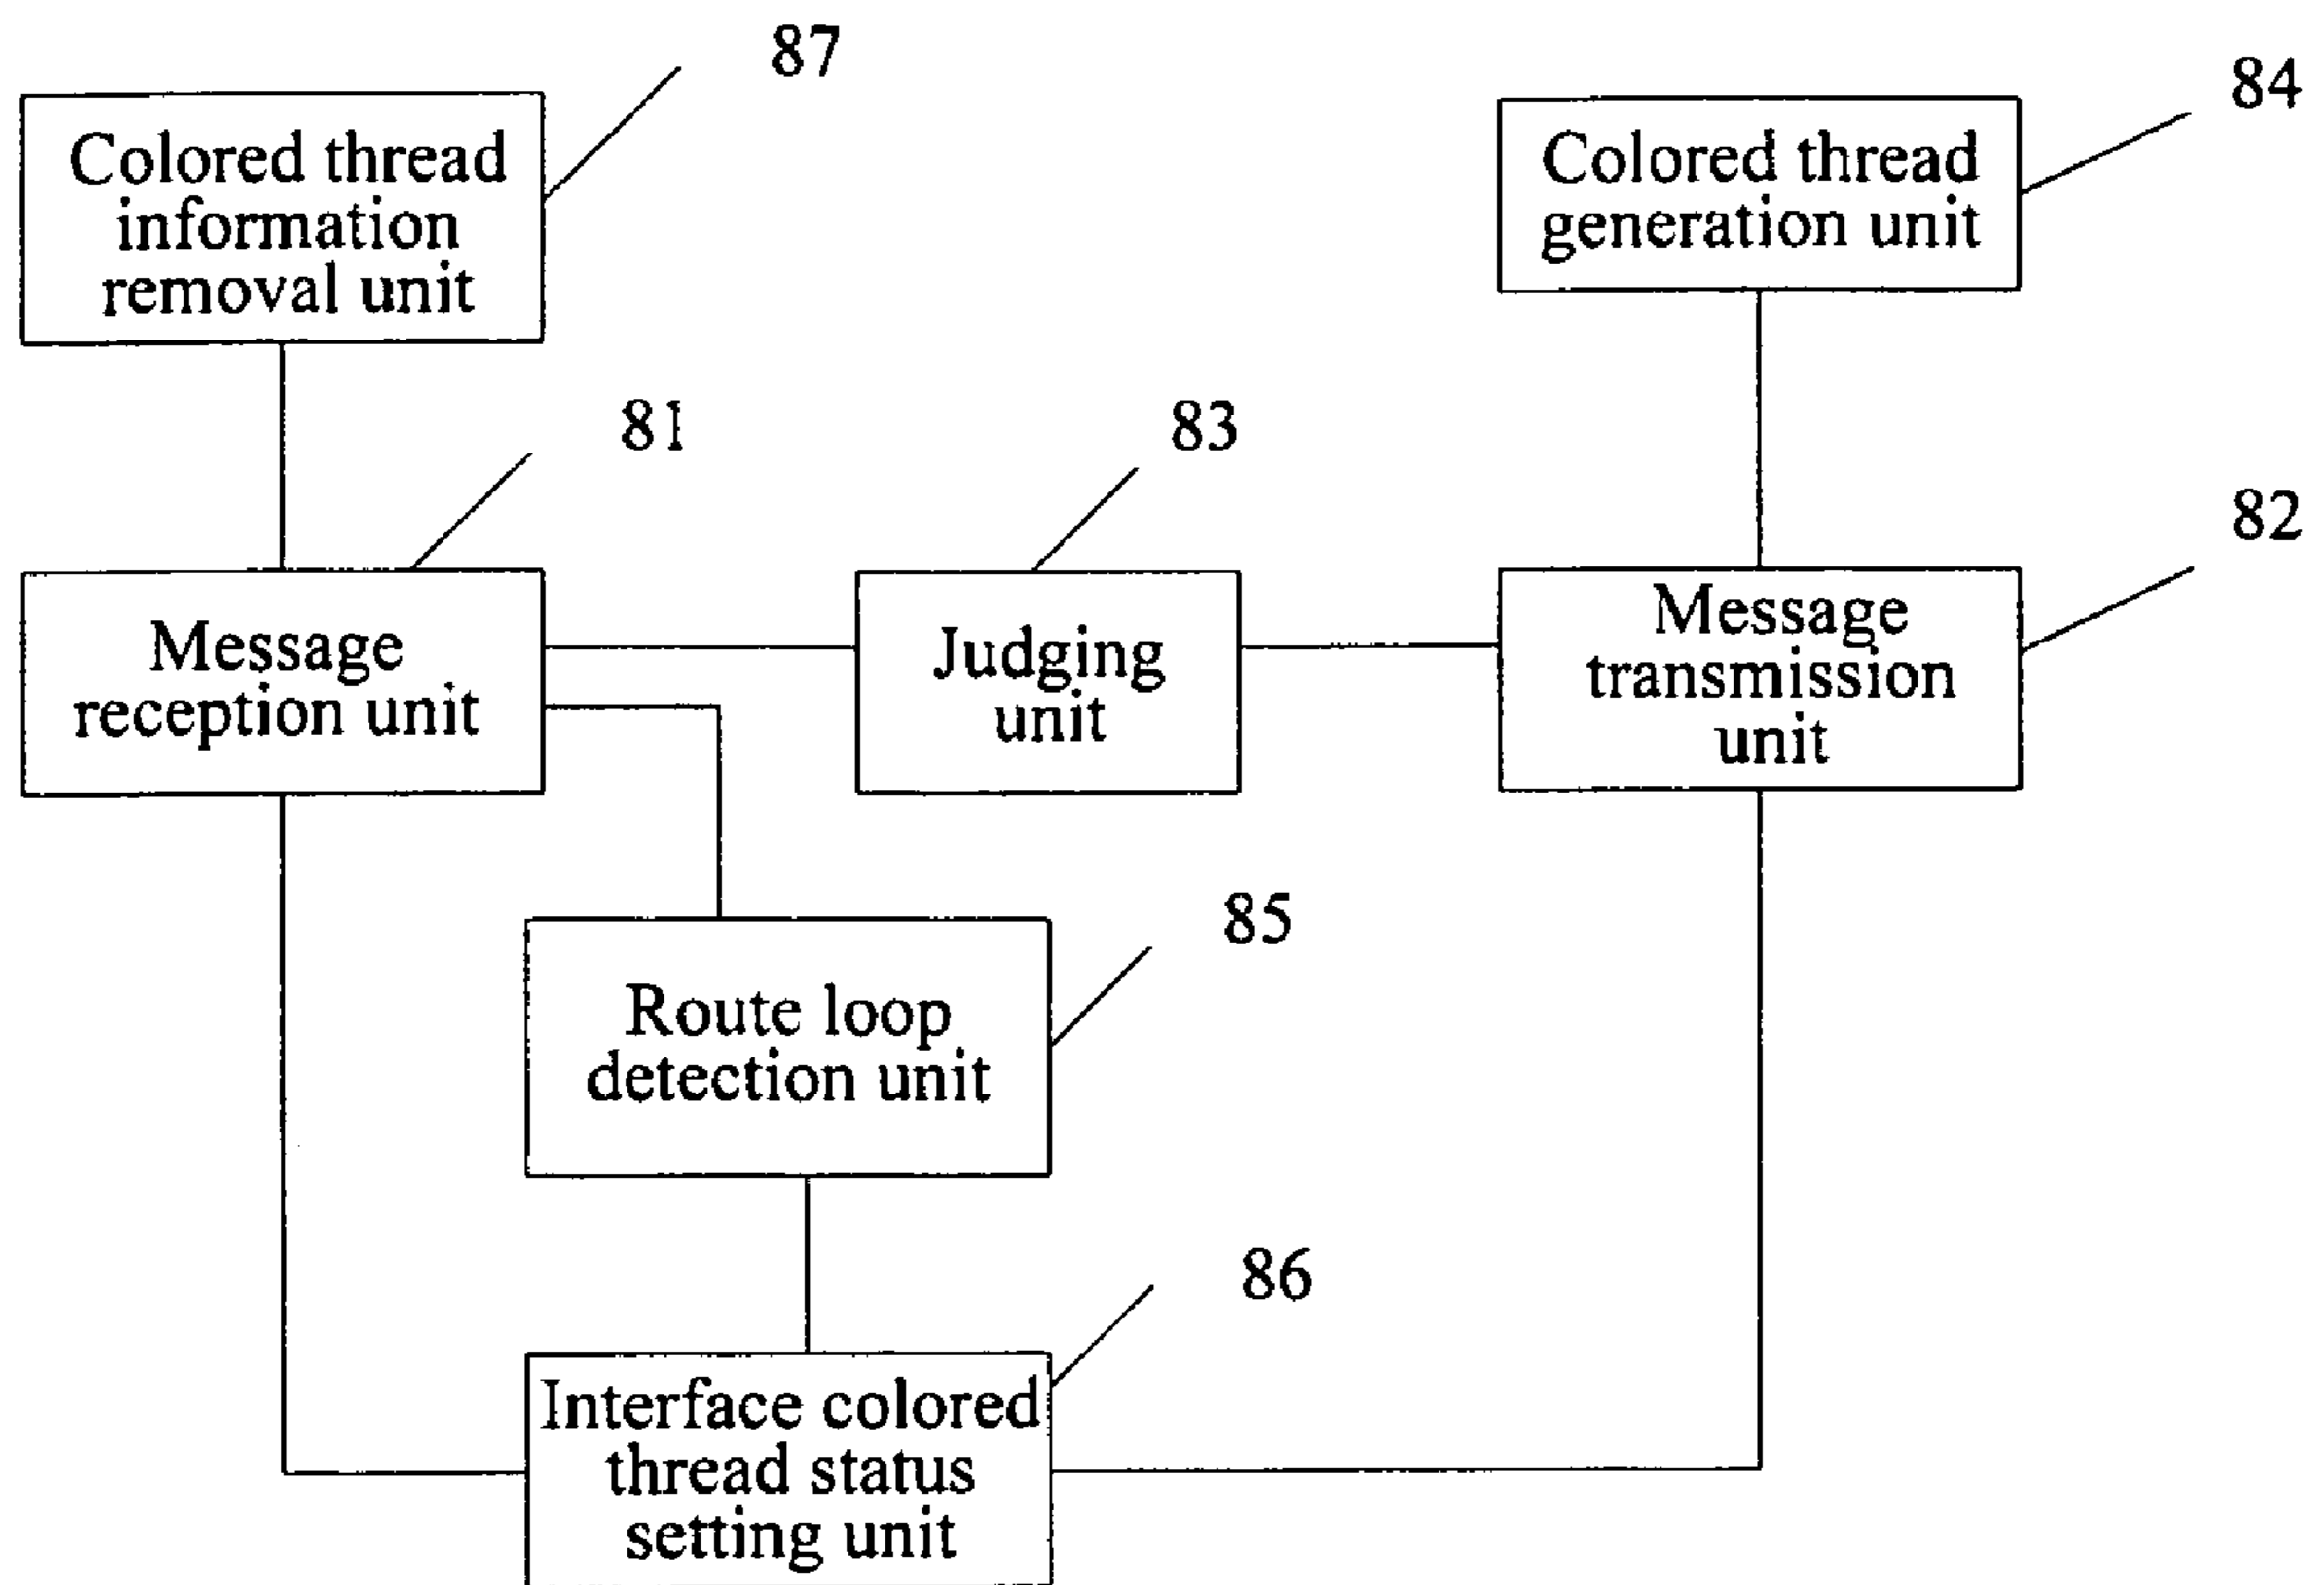 87
84
Colored thread
information
removal unit
Colored thread
generation unit
81
83
82
Message
reception unit
Judging
unit
Message
transmission
unit
85
Route loop
detection unit
86
Interface colored
thread status
setting unit